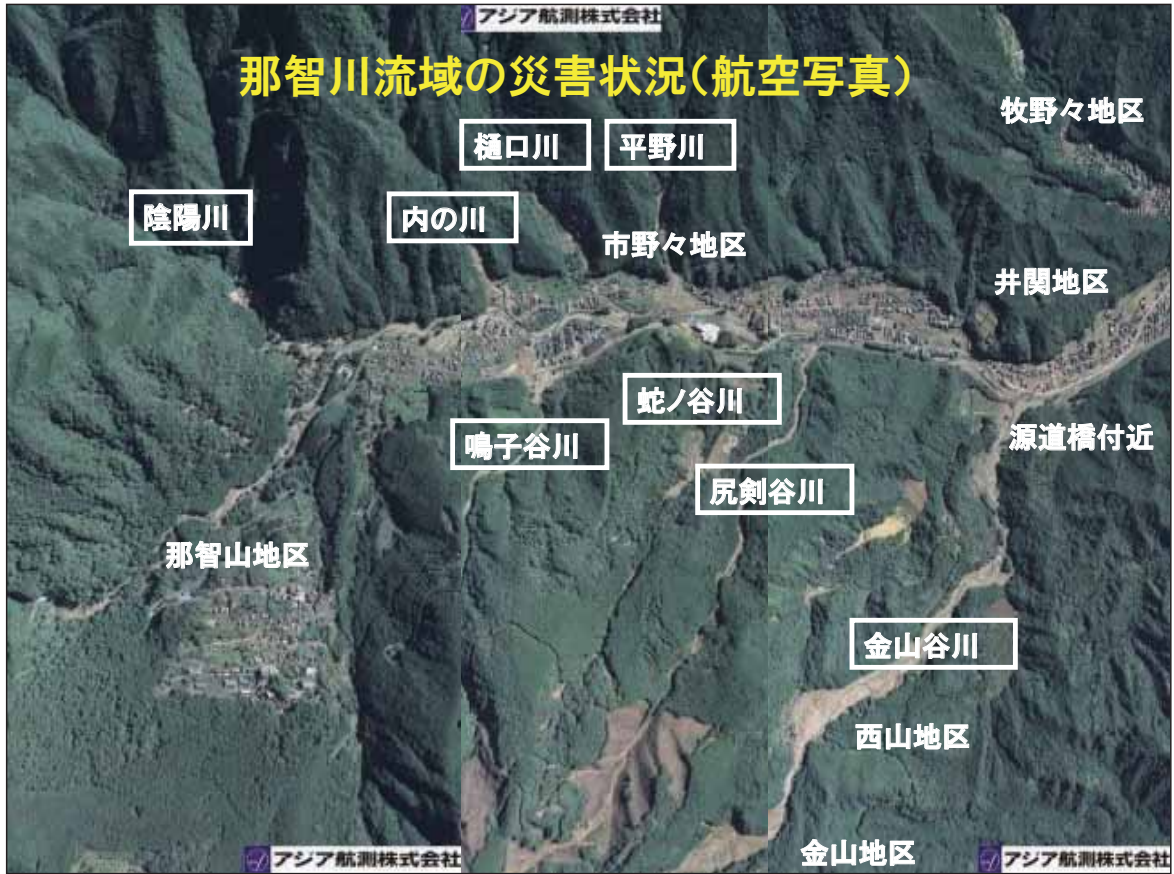 アジア航測株式会社
那智川流域の災害状況(航空写真)
牧野々地区
樋口川
平野川
陰陽川
内の川
市野々地区
井関地区
蛇ノ谷川
鳴子谷川
源道橋付近
尻剣谷川
那智山地区
金山谷川
西山地区
金山地区
アジア航測株式会社
アジア航測株式会社